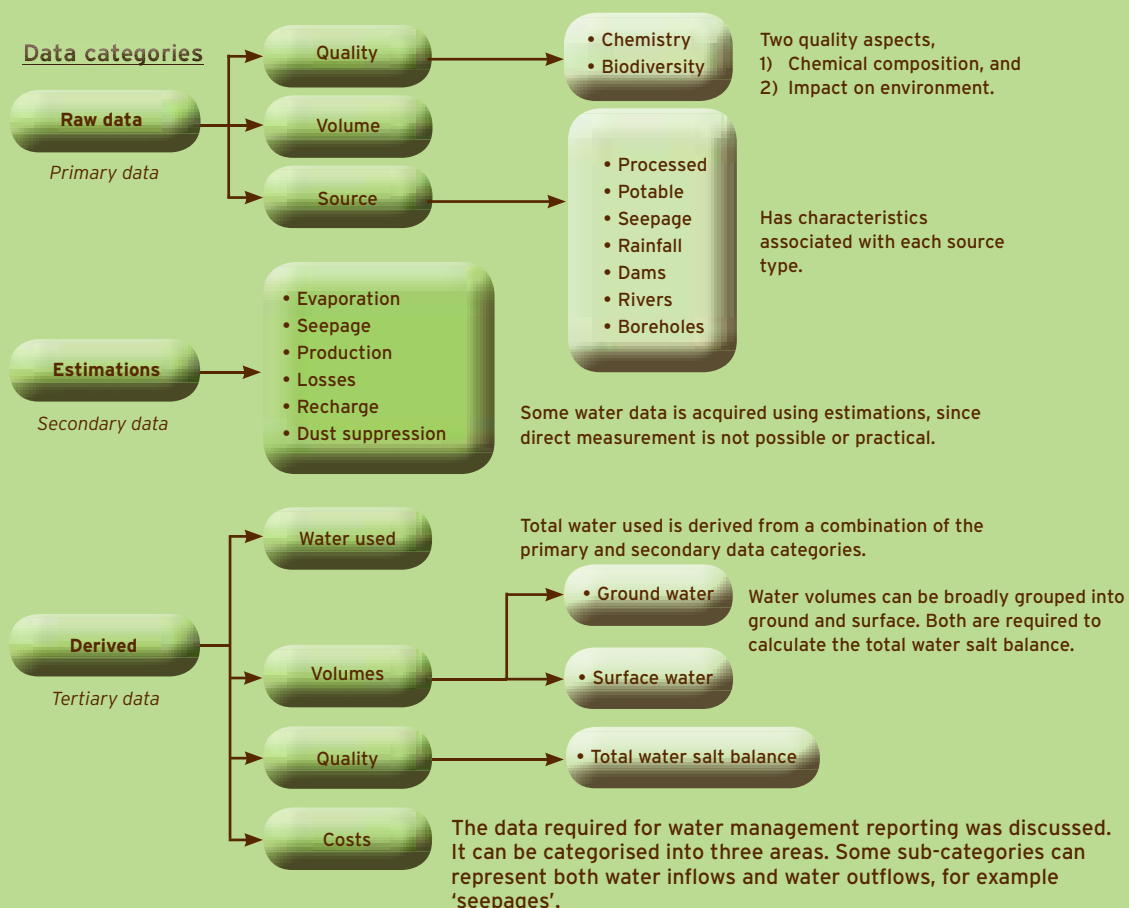 Data categories
Raw data
Primary data
Quality
Volume
Source
• Chemistry
• Biodiversity
Two quality aspects,
1) Chemical composition, and
2) Impact on environment.
• Processed
• Potable
• Seepage
• Rainfall
• Dams
• Rivers
• Boreholes
Has characteristics
associated with each source
type.
Estimations
Secondary data
• Evaporation
• Seepage
• Production
• Losses
• Recharge
• Dust suppression
Some water data is acquired using estimations, since
direct measurement is not possible or practical.
Derived
Tertiary data
Water used
Total water used is derived from a combination of the
primary and secondary data categories.
Volumes
• Ground water
• Surface water
Water volumes can be broadly grouped into
ground and surface. Both are required to
calculate the total water salt balance.
Quality
• Total water salt balance
Costs
The data required for water management reporting was discussed.
It can be categorised into three areas. Some sub-categories can
represent both water inflows and water outflows, for example
‘seepages’.